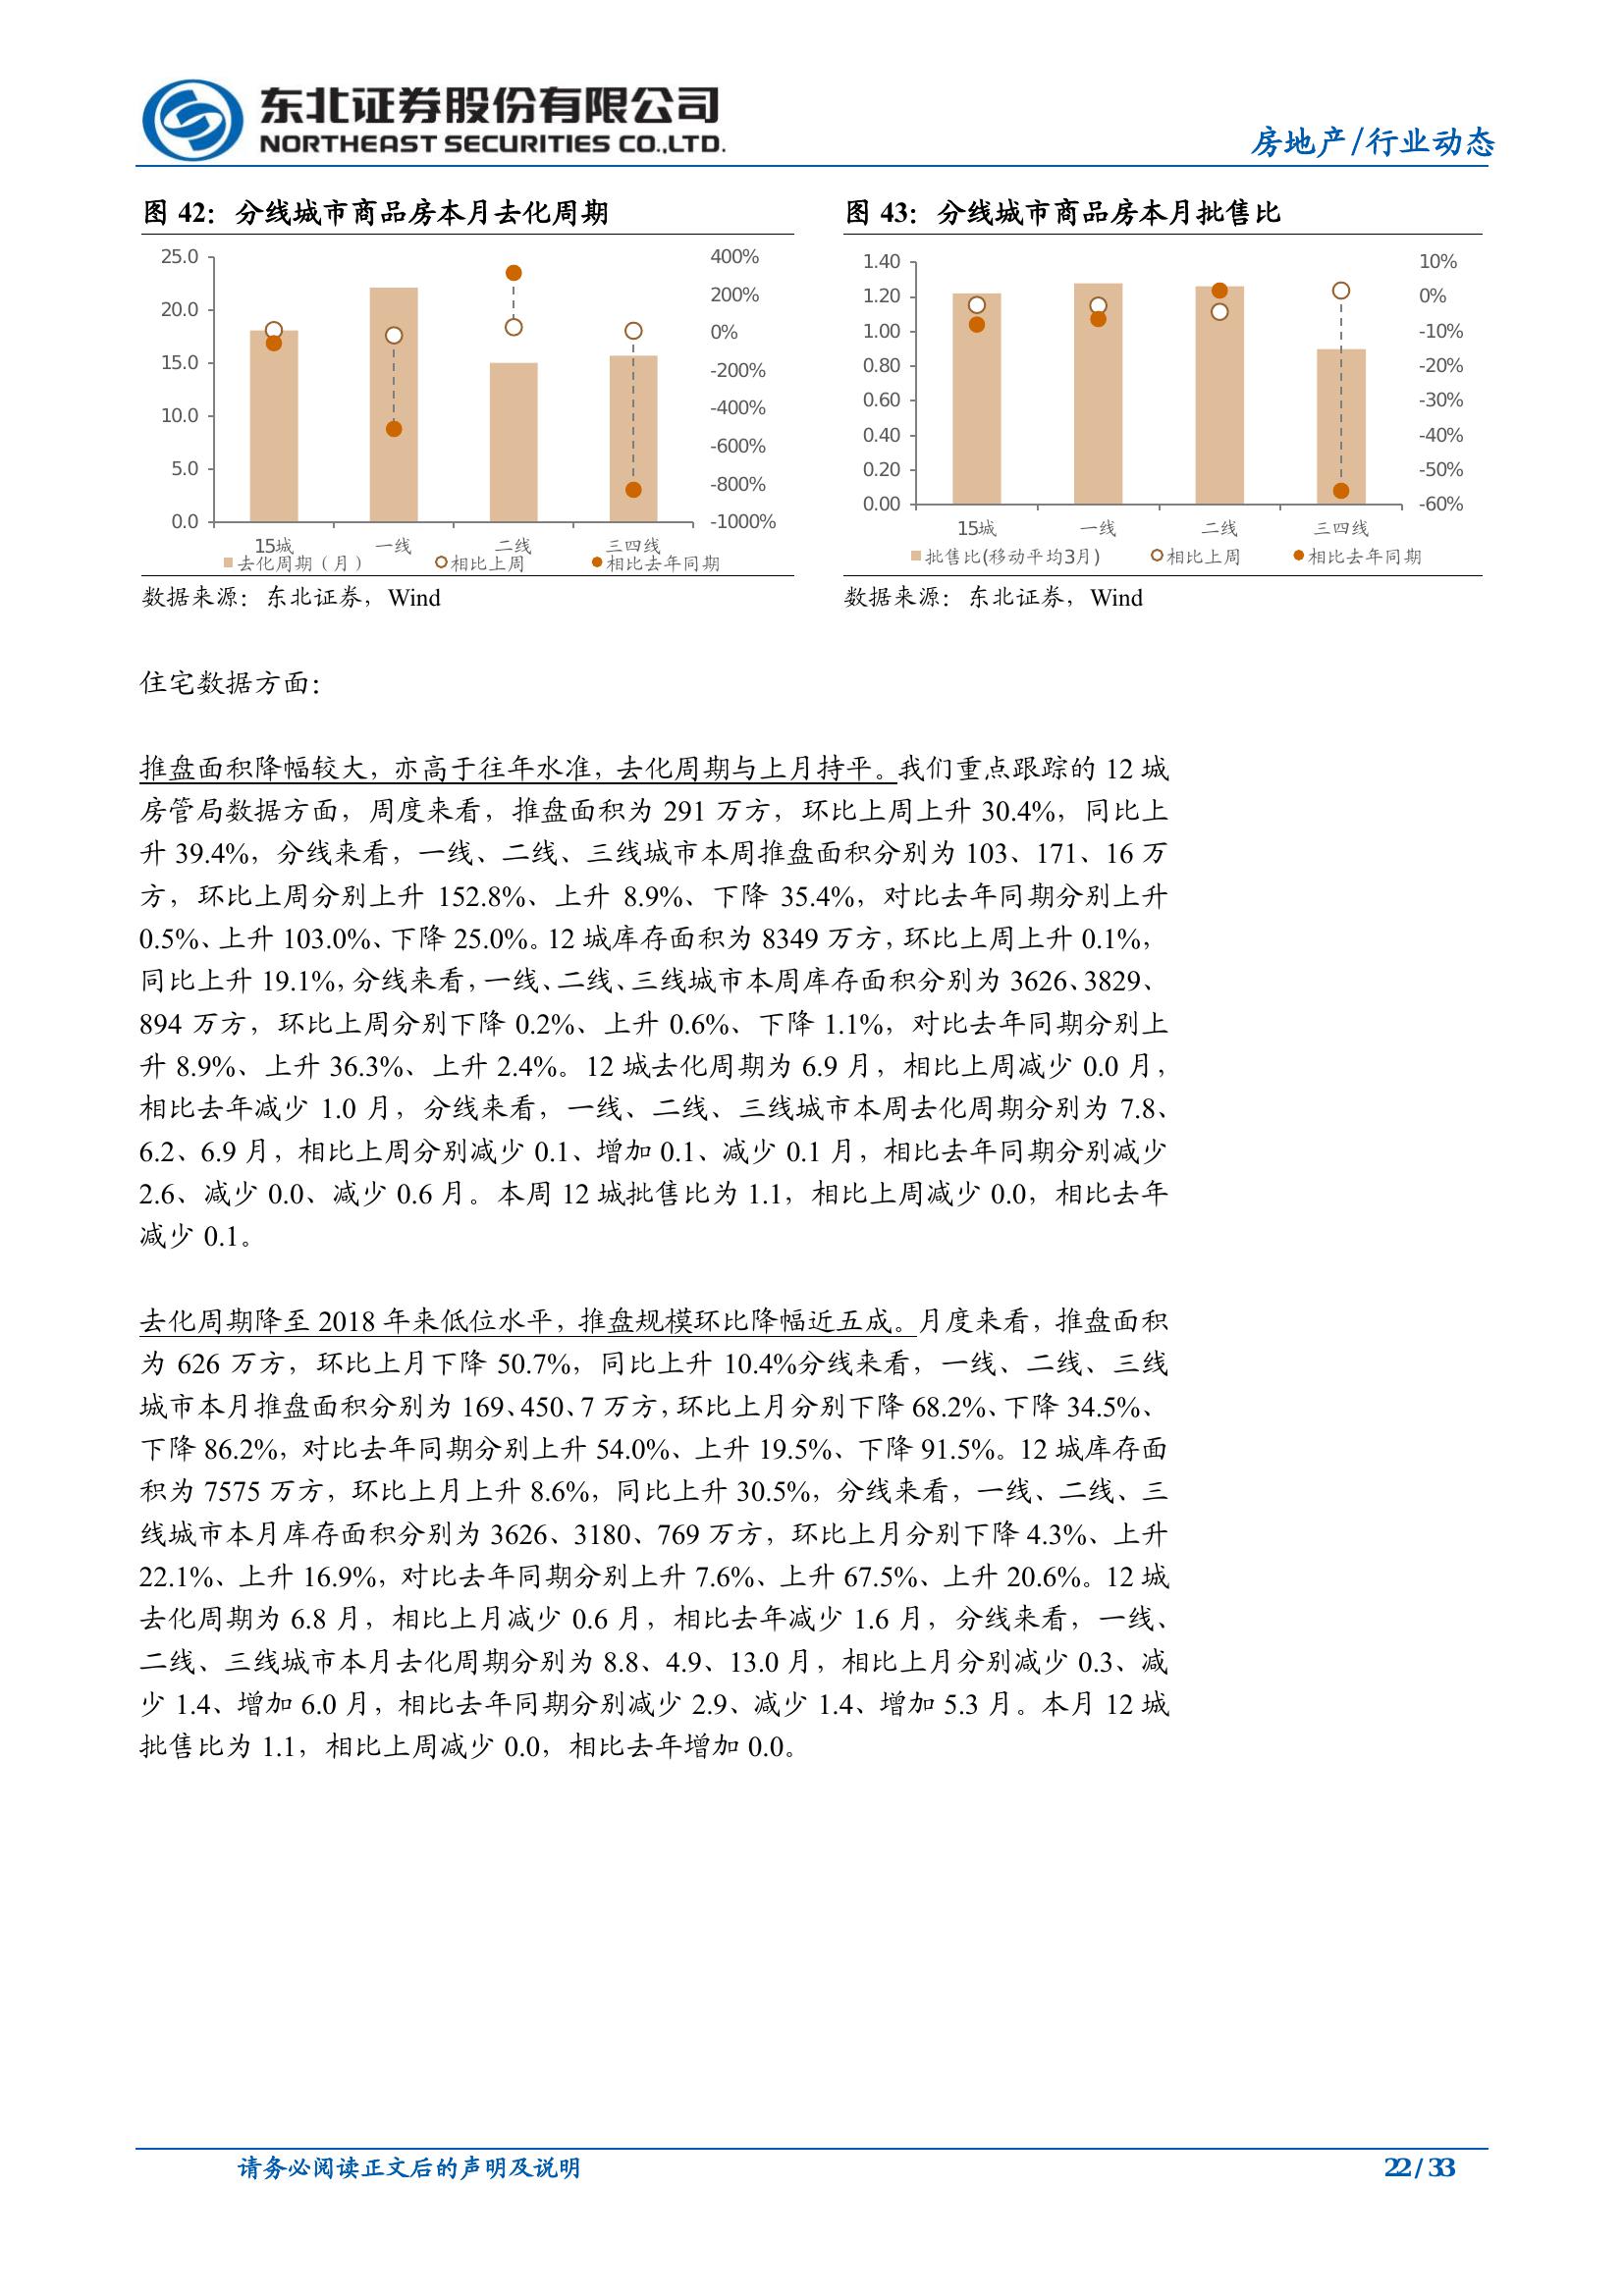 东北证券股份有限公司
NORTHEAST SECURITIES CO.,LTD.
房地产/行业动态
图 42：分线城市商品房本月去化周期
25.0
20.0
15.0
10.0
5.0
0.0
400%
200%
0%
-200%
-400%
-600%
-800%
-1000%
15城 一线 二线 三四线
去化周期（月） 相比上周 相比去年同期
数据来源：东北证券，Wind
图 43：分线城市商品房本月批售比
1.40
1.20
1.00
0.80
0.60
0.40
0.20
0.00
10%
0%
-10%
-20%
-30%
-40%
-50%
-60%
15城 一线 二线 三四线
批售比(移动平均3月) 相比上周 相比去年同期
数据来源：东北证券，Wind
住宅数据方面：
推盘面积降幅较大，亦高于往年水准，去化周期与上月持平。我们重点跟踪的 12 城
房管局数据方面，周度来看，推盘面积为 291 万方，环比上周上升 30.4%，同比上
升 39.4%，分线来看，一线、二线、三线城市本周推盘面积分别为 103、171、16 万
方，环比上周分别上升 152.8%、上升 8.9%、下降 35.4%，对比去年同期分别上升
0.5%、上升 103.0%、下降 25.0%。12 城库存面积为 8349 万方，环比上周上升 0.1%，
同比上升 19.1%，分线来看，一线、二线、三线城市本周库存面积分别为 3626、3829、
894 万方，环比上周分别下降 0.2%、上升 0.6%、下降 1.1%，对比去年同期分别上
升 8.9%、上升 36.3%、上升 2.4%。12 城去化周期为 6.9 月，相比上周减少 0.0 月，
相比去年减少 1.0 月，分线来看，一线、二线、三线城市本周去化周期分别为 7.8、
6.2、6.9 月，相比上周分别减少 0.1、增加 0.1、减少 0.1 月，相比去年同期分别减少
2.6、减少 0.0、减少 0.6 月。本周 12 城批售比为 1.1，相比上周减少 0.0，相比去年
减少 0.1。
去化周期降至 2018 年来低位水平，推盘规模环比降幅近五成。月度来看，推盘面积
为 626 万方，环比上月下降 50.7%，同比上升 10.4%分线来看，一线、二线、三线
城市本月推盘面积分别为 169、450、7 万方，环比上月分别下降 68.2%、下降 34.5%、
下降 86.2%，对比去年同期分别上升 54.0%、上升 19.5%、下降 91.5%。12 城库存面
积为 7575 万方，环比上月上升 8.6%，同比上升 30.5%，分线来看，一线、二线、三
线城市本月库存面积分别为 3626、3180、769 万方，环比上月分别下降 4.3%、上升
22.1%、上升 16.9%，对比去年同期分别上升 7.6%、上升 67.5%、上升 20.6%。12 城
去化周期为 6.8 月，相比上月减少 0.6 月，相比去年减少 1.6 月，分线来看，一线、
二线、三线城市本月去化周期分别为 8.8、4.9、13.0 月，相比上月分别减少 0.3、减
少 1.4、增加 6.0 月，相比去年同期分别减少 2.9、减少 1.4、增加 5.3 月。本月 12 城
批售比为 1.1，相比上周减少 0.0，相比去年增加 0.0。
请务必阅读正文后的声明及说明
22 / 33